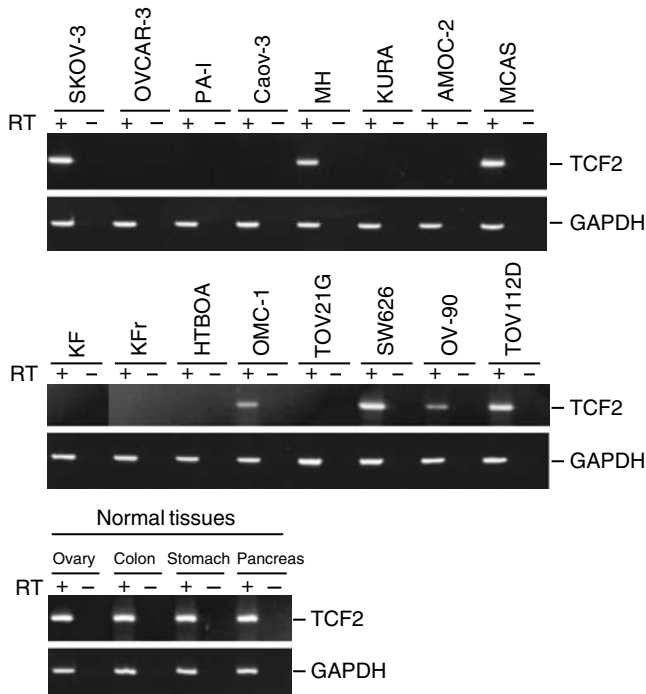 SKOV-3 OVCAR-3 PA-I Caov-3 MH KURA AMOC-2 MCAS
RT + − + − + − + − + − + − + − + −
– TCF2
– GAPDH
KF KFr HTBOA OMC-1 TOV21G SW626 OV-90 TOV112D
RT + − + − + − + − + − + − + − + −
– TCF2
– GAPDH
Normal tissues
Ovary Colon Stomach Pancreas
RT + − + − + − + −
– TCF2
– GAPDH